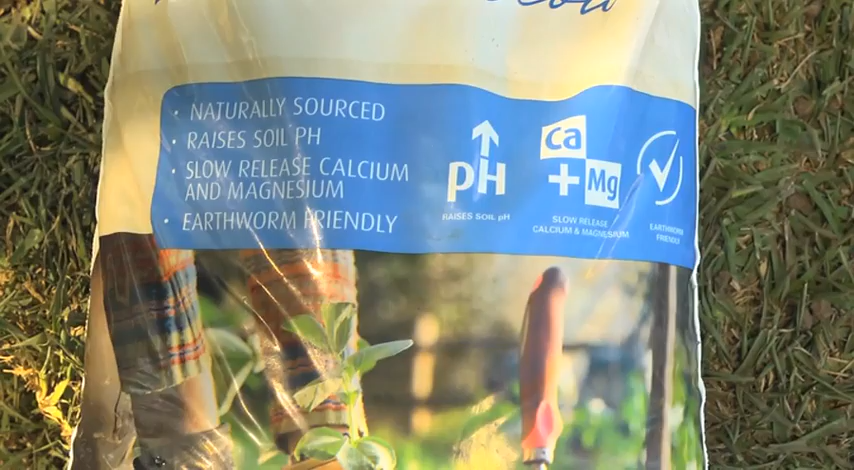 • NATURALLY SOURCED
• RAISES SOIL PH
• SLOW RELEASE CALCIUM
AND MAGNESIUM
• EARTHWORM FRIENDLY
pH
RAISES SOIL pH
Ca
+Mg
SLOW RELEASE
CALCIUM & MAGNESIUM
EARTHWORM
FRIENDLY